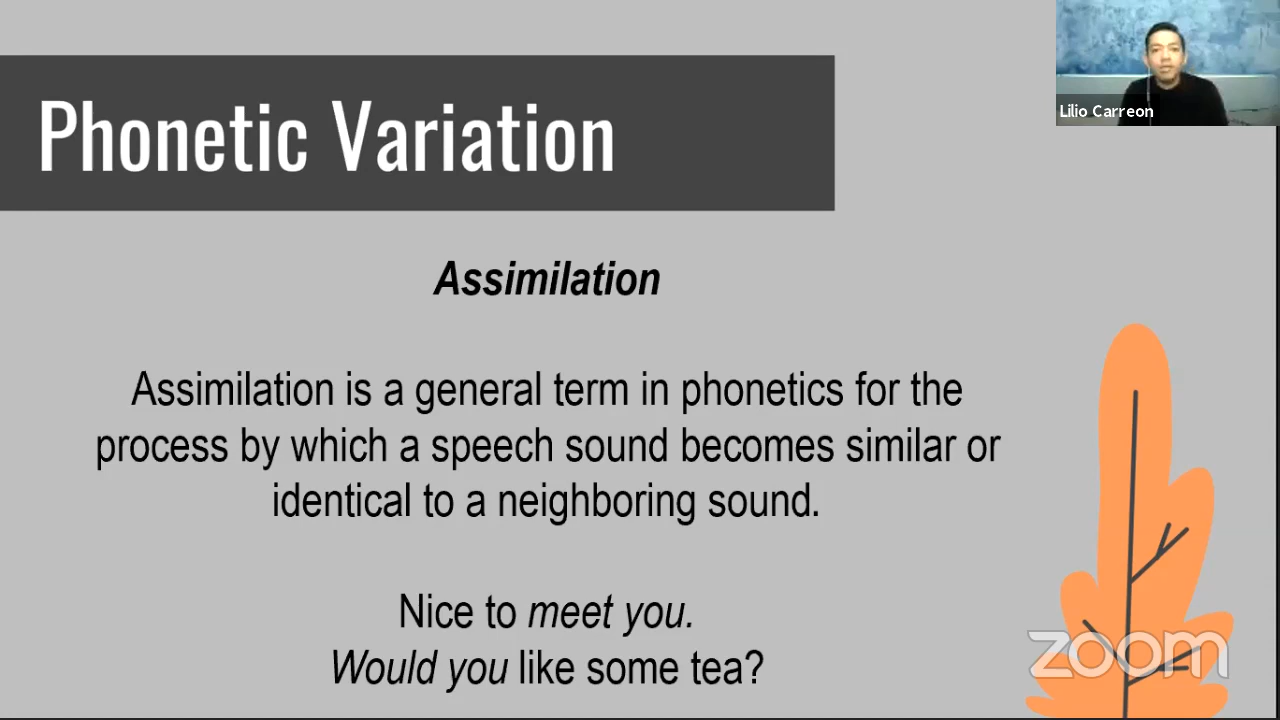 Phonetic Variation
Lilio Carreon
Assimilation
Assimilation is a general term in phonetics for the
process by which a speech sound becomes similar or
identical to a neighboring sound.
Nice to meet you.
Would you like some tea?
zoom